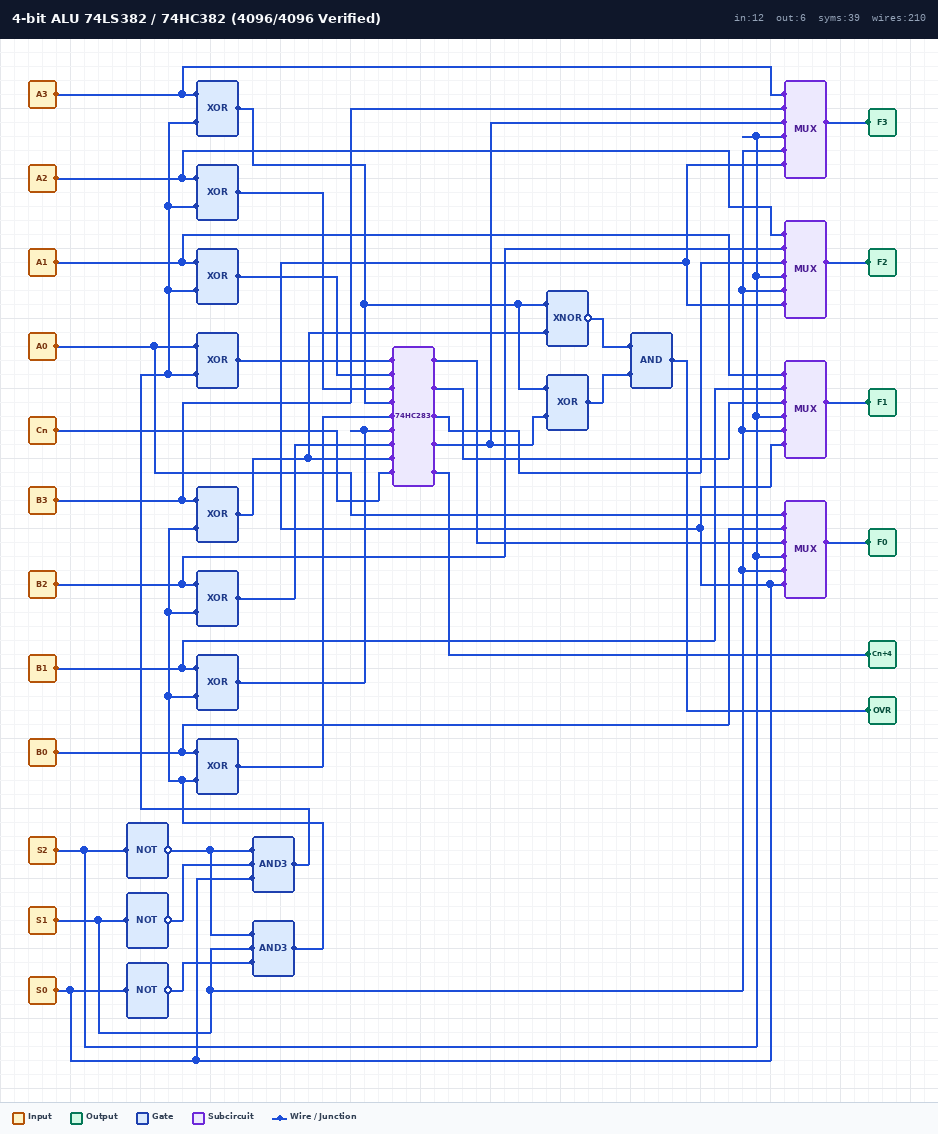 4-bit ALU 74LS382 / 74HC382 (4096/4096 Verified)
in:12 out:6 syms:39 wires:210
A3
XOR
MUX
F3
A2
XOR
A1
XOR
MUX
F2
XNOR
A0
XOR
AND
74HC283
XOR
MUX
F1
Cn
B3
XOR
MUX
F0
B2
XOR
B1
XOR
Cn+4
OVR
B0
XOR
S2
NOT
AND3
S1
NOT
AND3
S0
NOT
Input
Output
Gate
Subcircuit
Wire / Junction